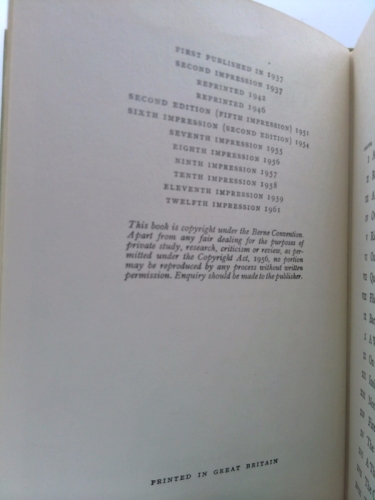 FIRST PUBLISHED IN 1937
SECOND IMPRESSION 1937
REPRINTED 1942
REPRINTED 1946
SECOND EDITION (FIFTH IMPRESSION) 1951
SIXTH IMPRESSION (SECOND EDITION) 1954
SEVENTH IMPRESSION 1955
EIGHTH IMPRESSION 1956
NINTH IMPRESSION 1957
TENTH IMPRESSION 1958
ELEVENTH IMPRESSION 1959
TWELFTH IMPRESSION 1961
This book is copyright under the Berne Convention.
Apart from any fair dealing for the purposes of
private study, research, criticism or review, as per-
mitted under the Copyright Act, 1956, no portion
may be reproduced by any process without written
permission. Enquiry should be made to the publisher.
PRINTED IN GREAT BRITAIN